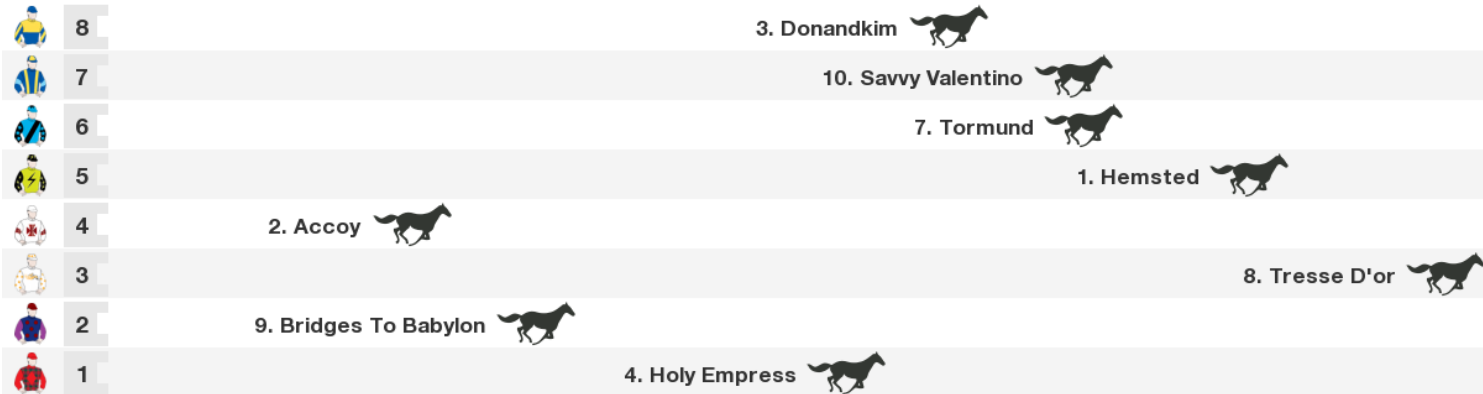 8 3. Donandkim
7 10. Savvy Valentino
6 7. Tormund
5 1. Hemsted
4 2. Accoy
3 8. Tresse D'or
2 9. Bridges To Babylon
1 4. Holy Empress